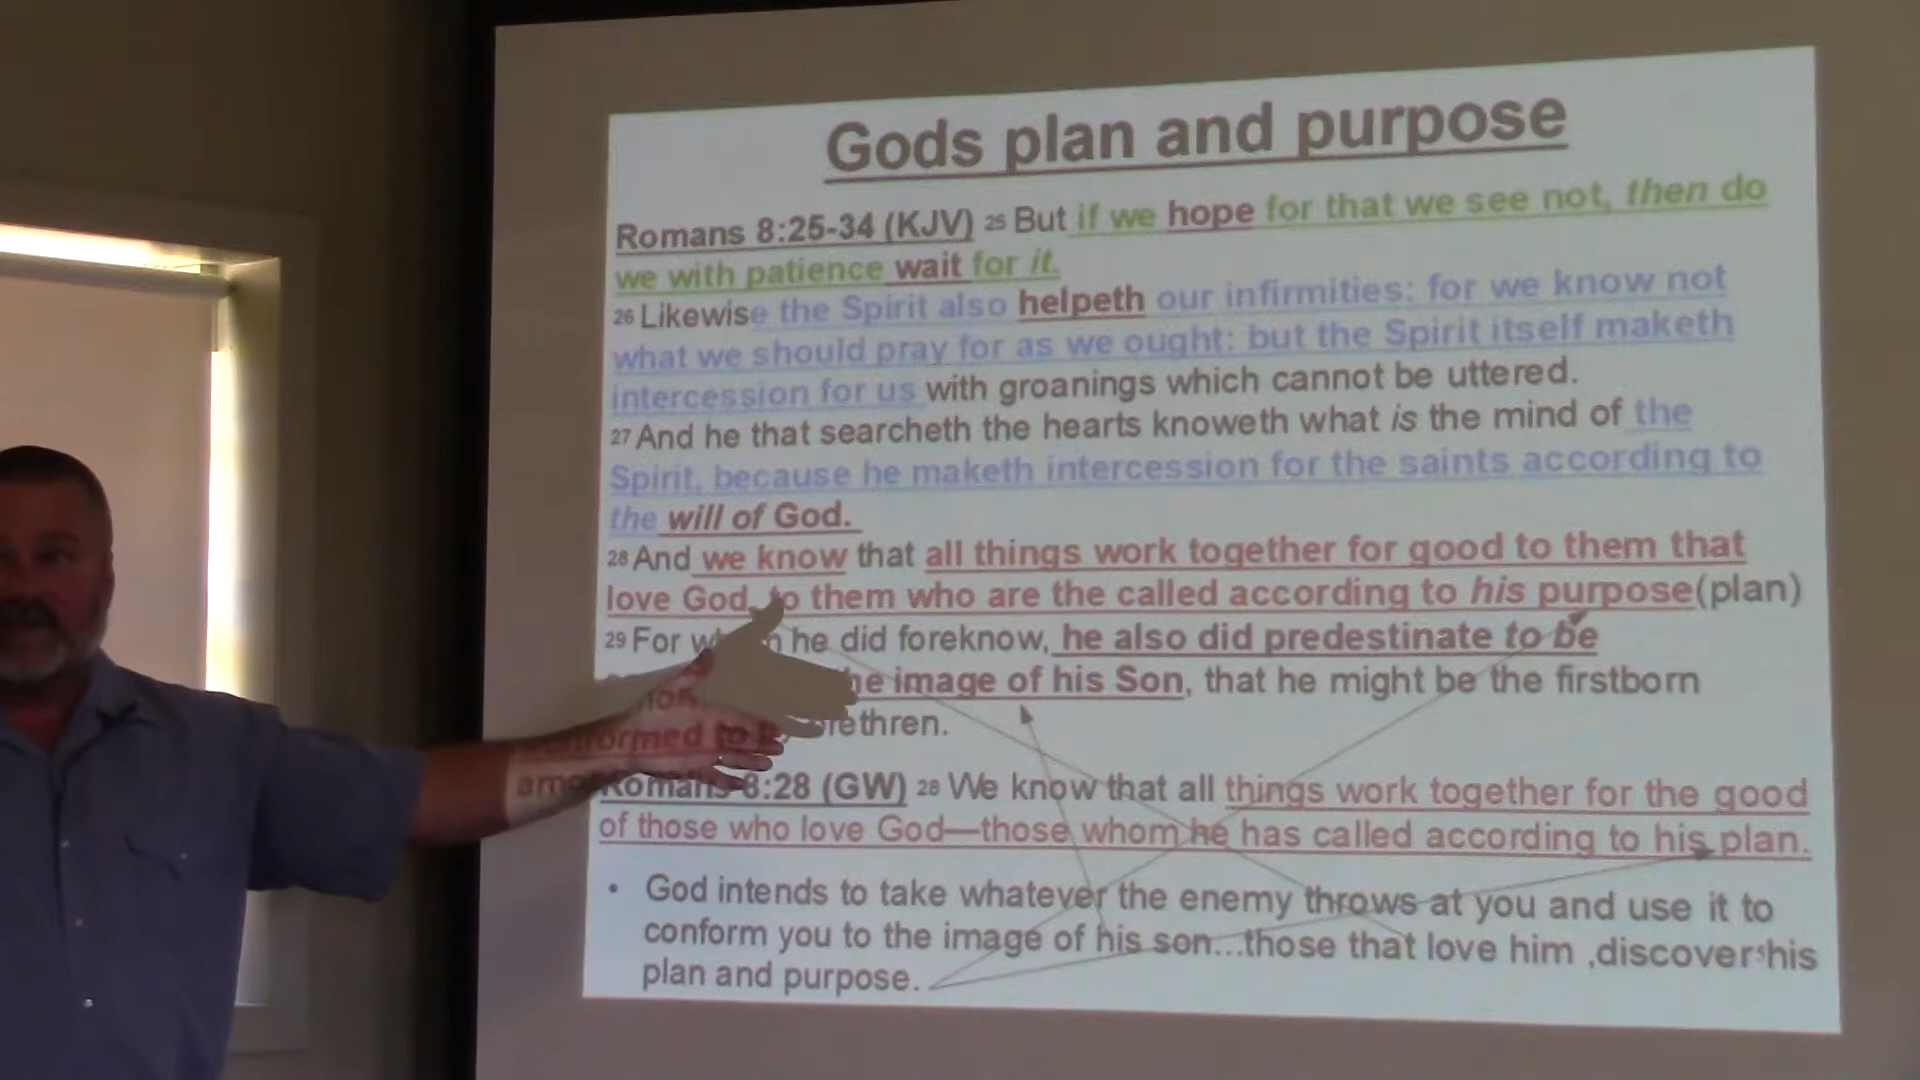 Gods plan and purpose
Romans 8:25-34 (KJV) 25 But if we hope for that we see not, then do
we with patience wait for it.
26 Likewise the Spirit also helpeth our infirmities: for we know not
what we should pray for as we ought: but the Spirit itself maketh
intercession for us with groanings which cannot be uttered.
27 And he that searcheth the hearts knoweth what is the mind of the
Spirit, because he maketh intercession for the saints according to
the will of God.
28 And we know that all things work together for good to them that
love God, to them who are the called according to his purpose(plan)
29 For he did foreknow, he also did predestinate to be
conformed to the image of his Son, that he might be the firstborn
brethren.
Romans 8:28 (GW) 28 We know that all things work together for the good
of those who love God—those whom he has called according to his plan.
• God intends to take whatever the enemy throws at you and use it to
conform you to the image of his son...those that love him ,discover his
plan and purpose.